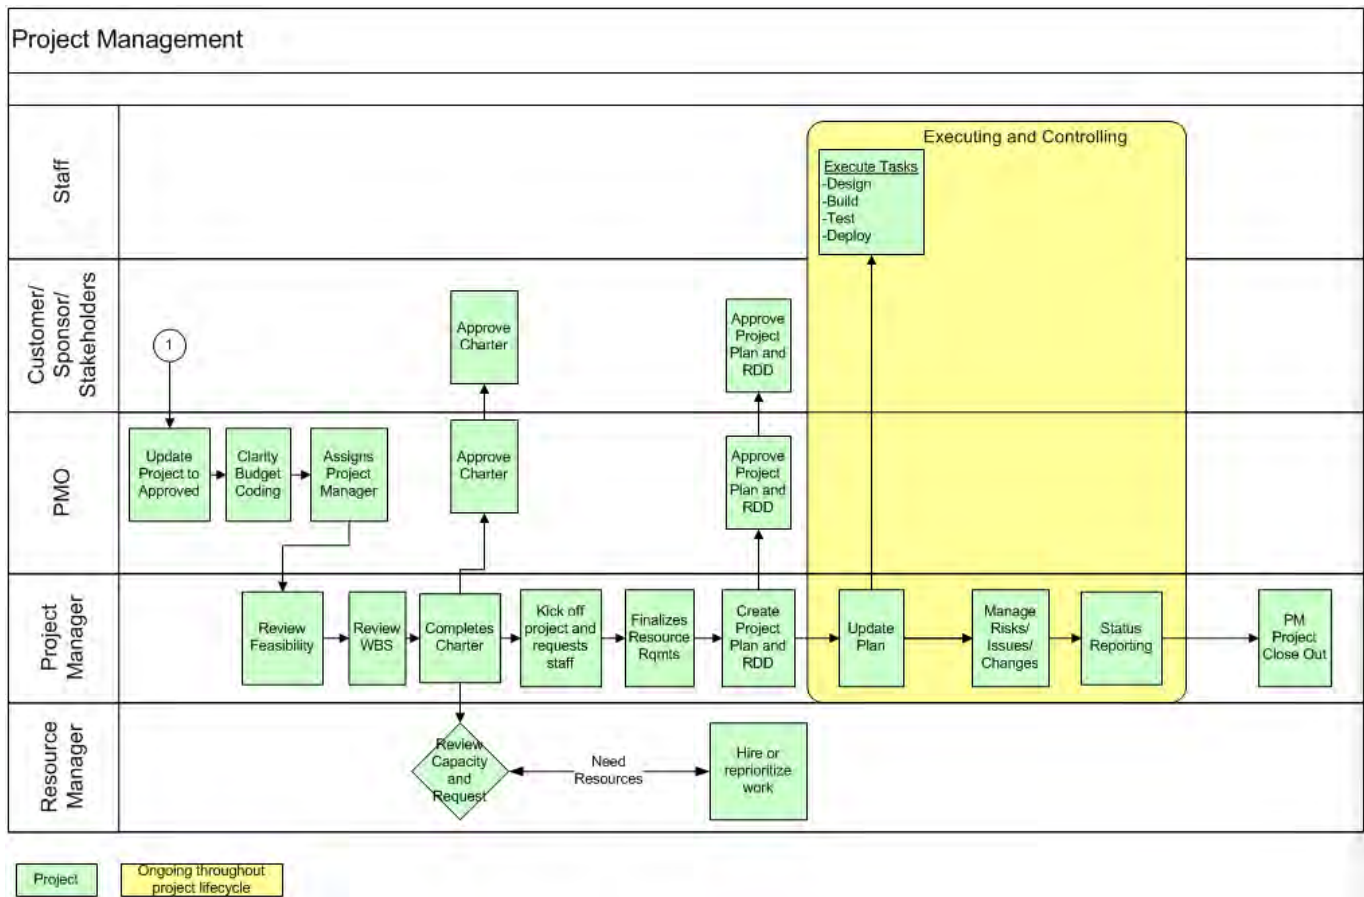 Project Management
Staff
Executing and Controlling
Execute Tasks
-Design
-Build
-Test
-Deploy
Customer/
Sponsor/
Stakeholders
1
Approve
Charter
Approve
Project
Plan and
RDD
PMO
Update
Project to
Approved
Clarity
Budget
Coding
Assigns
Project
Manager
Approve
Charter
Approve
Project
Plan and
RDD
Project
Manager
Review
Feasibility
Review
WBS
Completes
Charter
Kick off
project and
requests
staff
Finalizes
Resource
Rqmts
Create
Project
Plan and
RDD
Update
Plan
Manage
Risks/
Issues/
Changes
Status
Reporting
PM
Project
Close Out
Resource
Manager
Review
Capacity
and
Request
Need
Resources
Hire or
reprioritize
work
Project
Ongoing throughout
project lifecycle